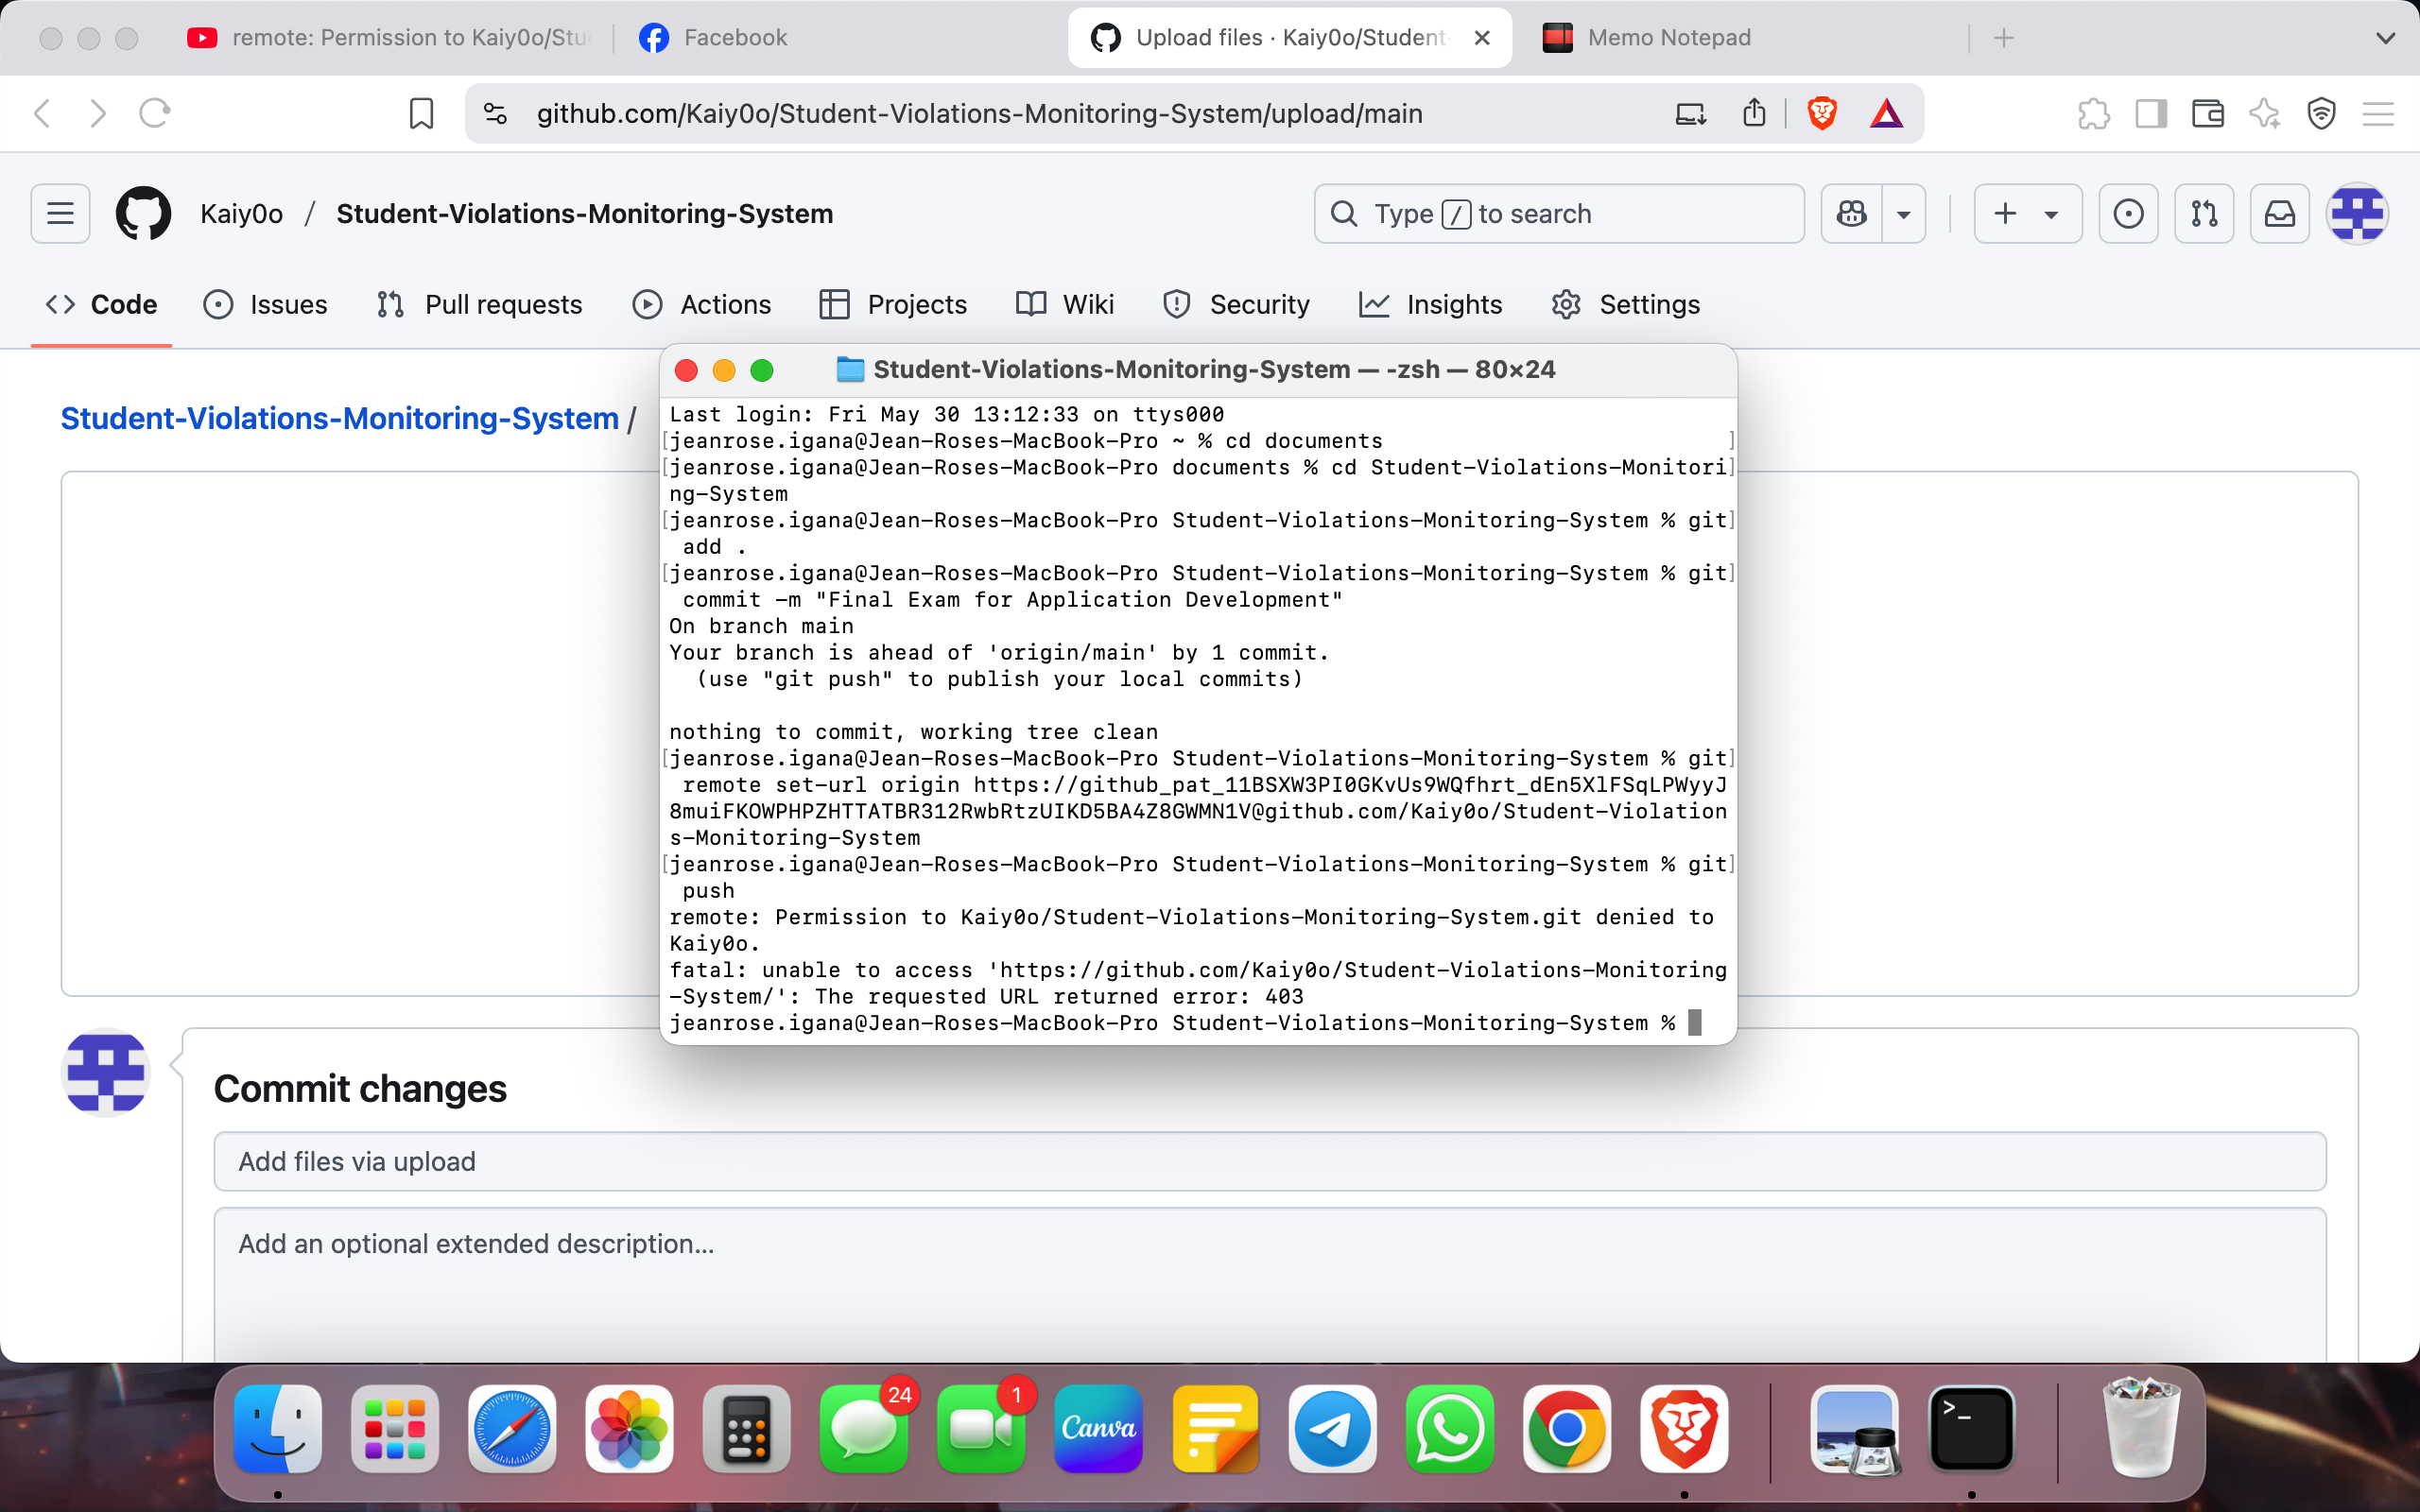 remote: Permission to Kaiy0o/Stu
Facebook
Upload files · Kaiy0o/Student-
Memo Notepad
github.com/Kaiy0o/Student-Violations-Monitoring-System/upload/main
Kaiy0o / Student-Violations-Monitoring-System
Type / to search
Code
Issues
Pull requests
Actions
Projects
Wiki
Security
Insights
Settings
Student-Violations-Monitoring-System /
Student-Violations-Monitoring-System — -zsh — 80×24
Last login: Fri May 30 13:12:33 on ttys000
[jeanrose.igana@Jean-Roses-MacBook-Pro ~ % cd documents ]
[jeanrose.igana@Jean-Roses-MacBook-Pro documents % cd Student-Violations-Monitori]
ng-System
[jeanrose.igana@Jean-Roses-MacBook-Pro Student-Violations-Monitoring-System % git]
add .
[jeanrose.igana@Jean-Roses-MacBook-Pro Student-Violations-Monitoring-System % git]
commit -m "Final Exam for Application Development"
On branch main
Your branch is ahead of 'origin/main' by 1 commit.
(use "git push" to publish your local commits)
nothing to commit, working tree clean
[jeanrose.igana@Jean-Roses-MacBook-Pro Student-Violations-Monitoring-System % git]
remote set-url origin https://github_pat_11BSXW3PI0GKvUs9WQfhrt_dEn5XlFSqLPWyyJ
8muiFKOWPHPZHTTATBR312RwbRtzUIKD5BA4Z8GWMN1V@github.com/Kaiy0o/Student-Violation
s-Monitoring-System
[jeanrose.igana@Jean-Roses-MacBook-Pro Student-Violations-Monitoring-System % git]
push
remote: Permission to Kaiy0o/Student-Violations-Monitoring-System.git denied to
Kaiy0o.
fatal: unable to access 'https://github.com/Kaiy0o/Student-Violations-Monitoring
-System/': The requested URL returned error: 403
jeanrose.igana@Jean-Roses-MacBook-Pro Student-Violations-Monitoring-System %
Commit changes
Add files via upload
Add an optional extended description...
24
1
Canva
>_